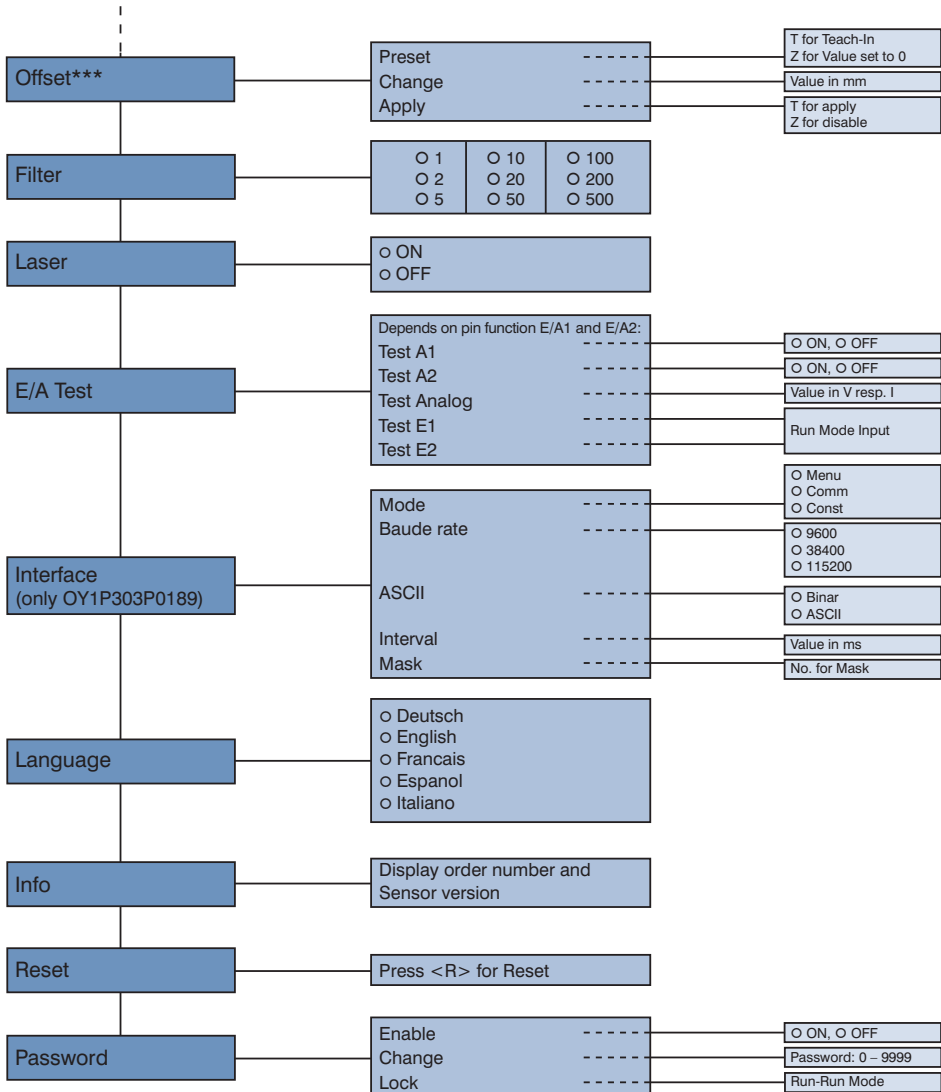 Offset***
Preset
Change
Apply
T for Teach-In
Z for Value set to 0
Value in mm
T for apply
Z for disable
Filter
O 1 O 10 O 100
O 2 O 20 O 200
O 5 O 50 O 500
Laser
O ON
O OFF
E/A Test
Depends on pin function E/A1 and E/A2:
Test A1
Test A2
Test Analog
Test E1
Test E2
O ON, O OFF
O ON, O OFF
Value in V resp. I
Run Mode Input
Interface
(only OY1P303P0189)
Mode
Baude rate
ASCII
Interval
Mask
O Menu
O Comm
O Const
O 9600
O 38400
O 115200
O Binar
O ASCII
Value in ms
No. for Mask
Language
O Deutsch
O English
O Francais
O Espanol
O Italiano
Info
Display order number and
Sensor version
Reset
Press <R> for Reset
Password
Enable
Change
Lock
O ON, O OFF
Password: 0 – 9999
Run-Run Mode